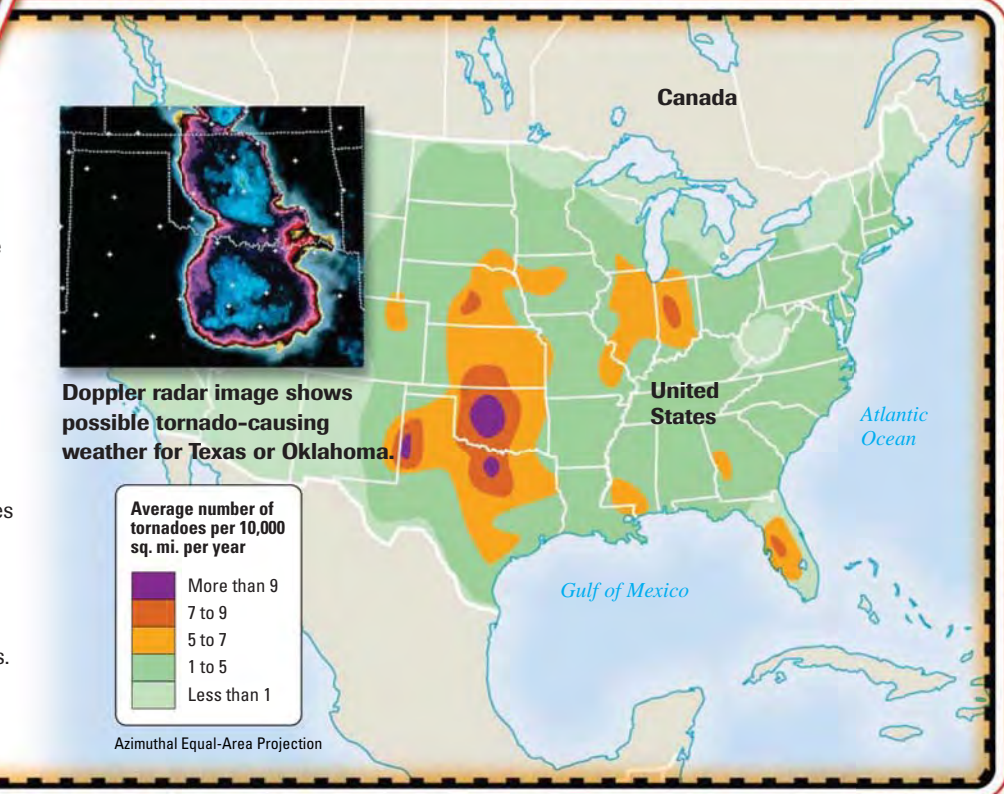 Canada
United
States
Atlantic
Ocean
Gulf of Mexico
Doppler radar image shows
possible tornado-causing
weather for Texas or Oklahoma.
Average number of
tornadoes per 10,000
sq. mi. per year
More than 9
7 to 9
5 to 7
1 to 5
Less than 1
Azimuthal Equal-Area Projection